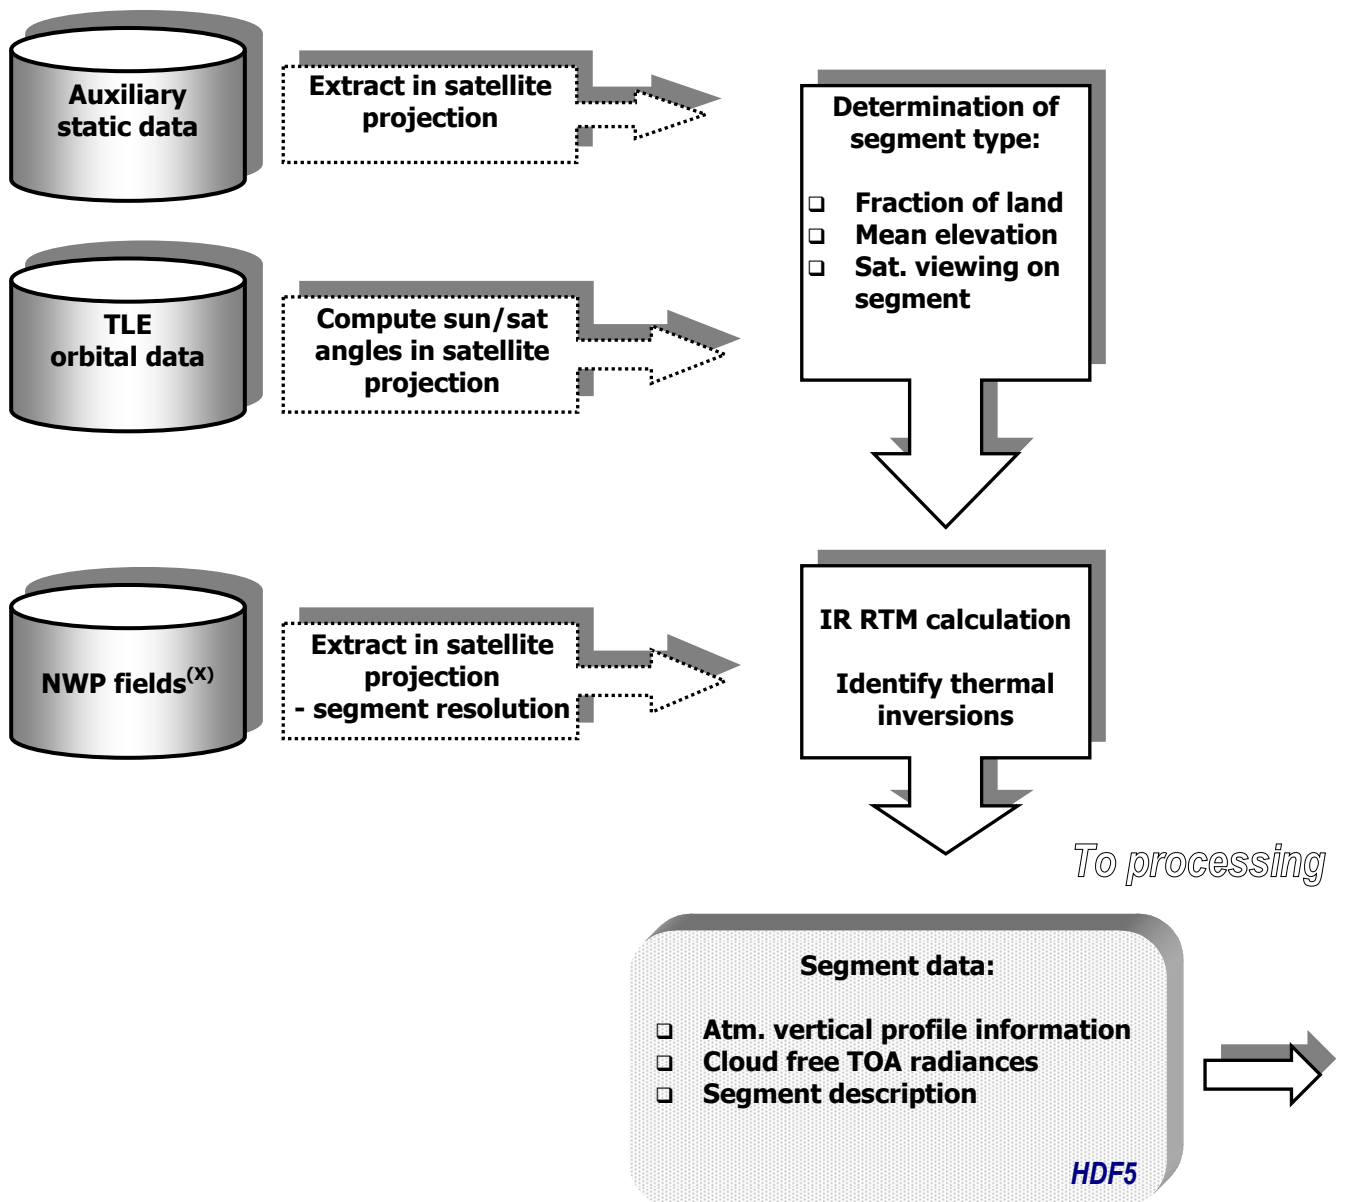 Auxiliary
static data
Extract in satellite
projection
Determination of
segment type:
❑ Fraction of land
❑ Mean elevation
❑ Sat. viewing on
segment
TLE
orbital data
Compute sun/sat
angles in satellite
projection
NWP fields(X)
Extract in satellite
projection
- segment resolution
IR RTM calculation
Identify thermal
inversions
To processing
Segment data:
❑ Atm. vertical profile information
❑ Cloud free TOA radiances
❑ Segment description
HDF5